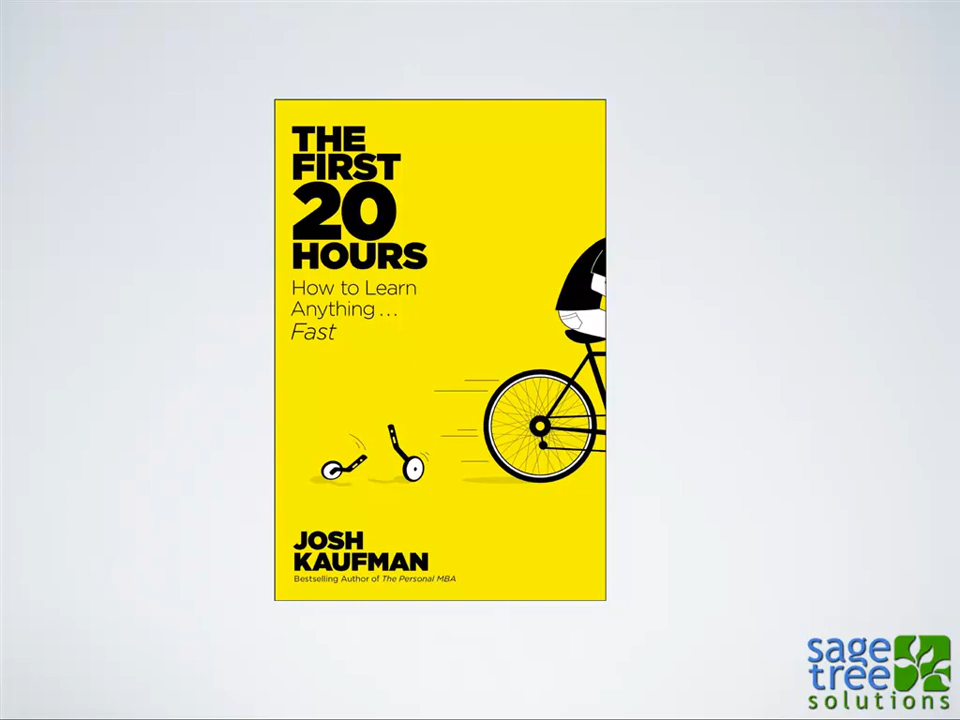 THE
FIRST
20
HOURS
How to Learn
Anything...
Fast
JOSH
KAUFMAN
Bestselling Author of The Personal MBA
sage
tree
solutions